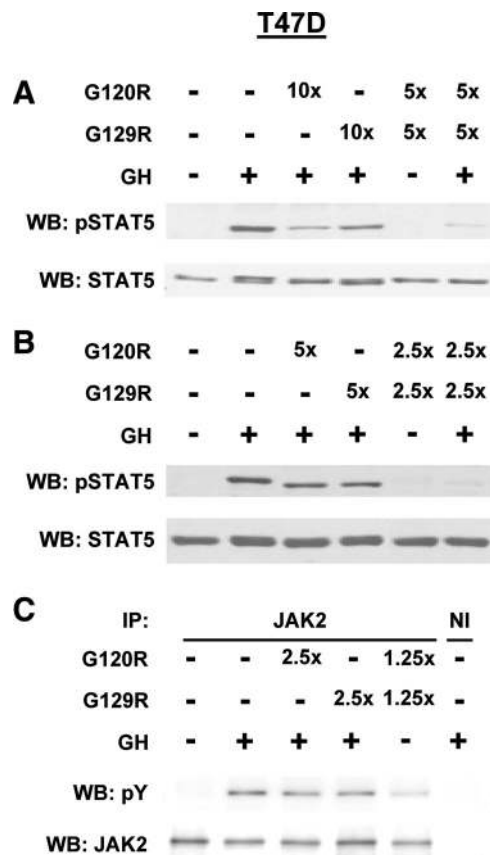 T47D
A G120R - - 10x - 5x 5x
G129R - - - 10x 5x 5x
GH - + + + - +
WB: pSTAT5
WB: STAT5
B G120R - - 5x - 2.5x 2.5x
G129R - - - 5x 2.5x 2.5x
GH - + + + - +
WB: pSTAT5
WB: STAT5
C IP: JAK2 NI
G120R - - 2.5x - 1.25x -
G129R - - - 2.5x 1.25x -
GH - + + + - +
WB: pY
WB: JAK2